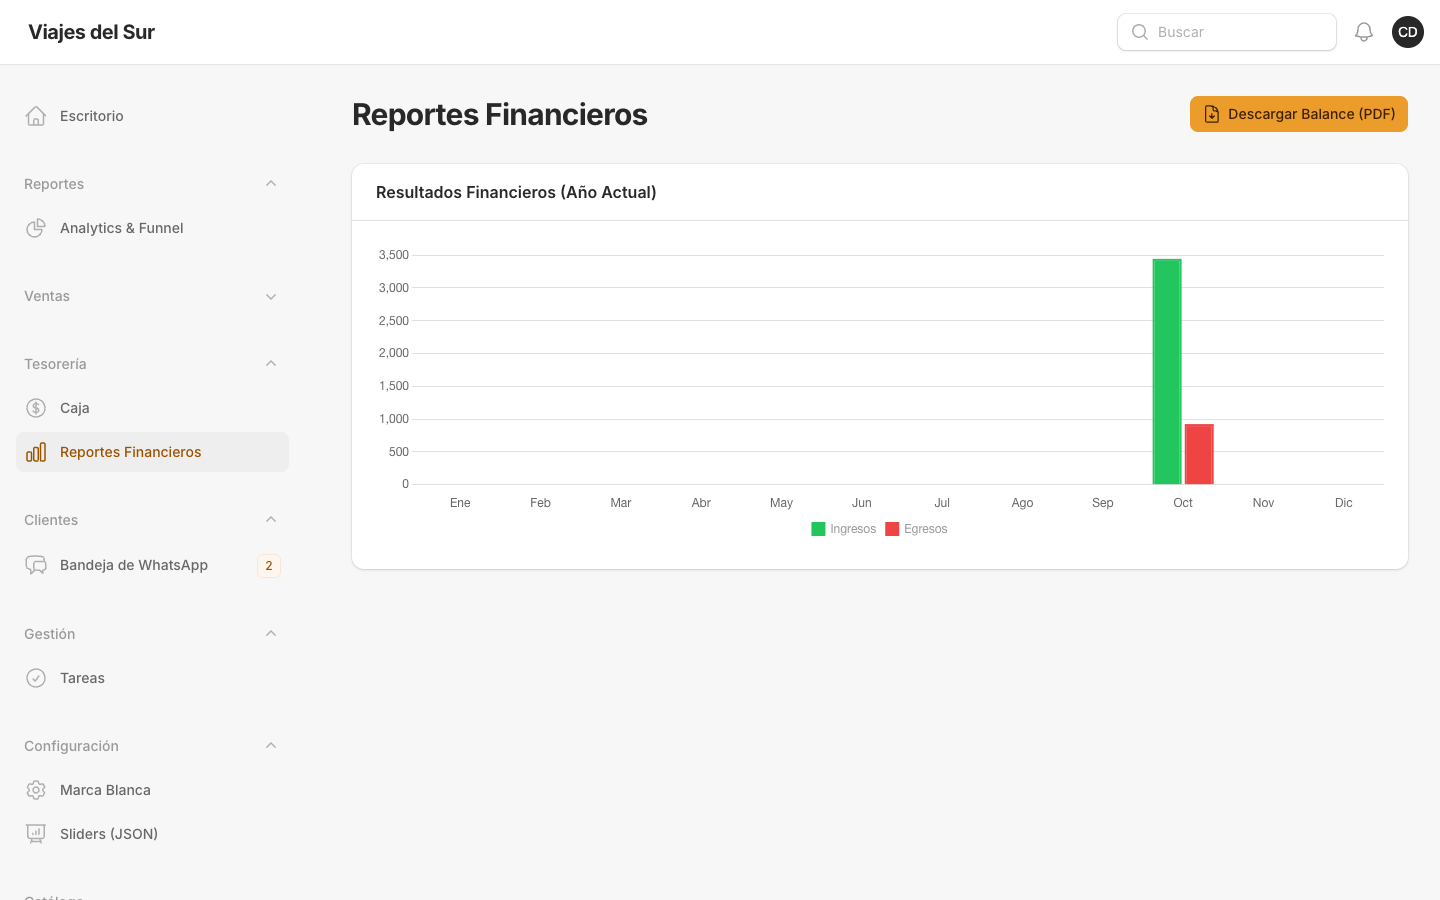 Viajes del Sur
Buscar
CD
Escritorio
Reportes
Analytics & Funnel
Ventas
Tesorería
Caja
Reportes Financieros
Clientes
Bandeja de WhatsApp
2
Gestión
Tareas
Configuración
Marca Blanca
Sliders (JSON)
Reportes Financieros
Descargar Balance (PDF)
Resultados Financieros (Año Actual)
3,500
3,000
2,500
2,000
1,500
1,000
500
0
Ene Feb Mar Abr May Jun Jul Ago Sep Oct Nov Dic
Ingresos Egresos